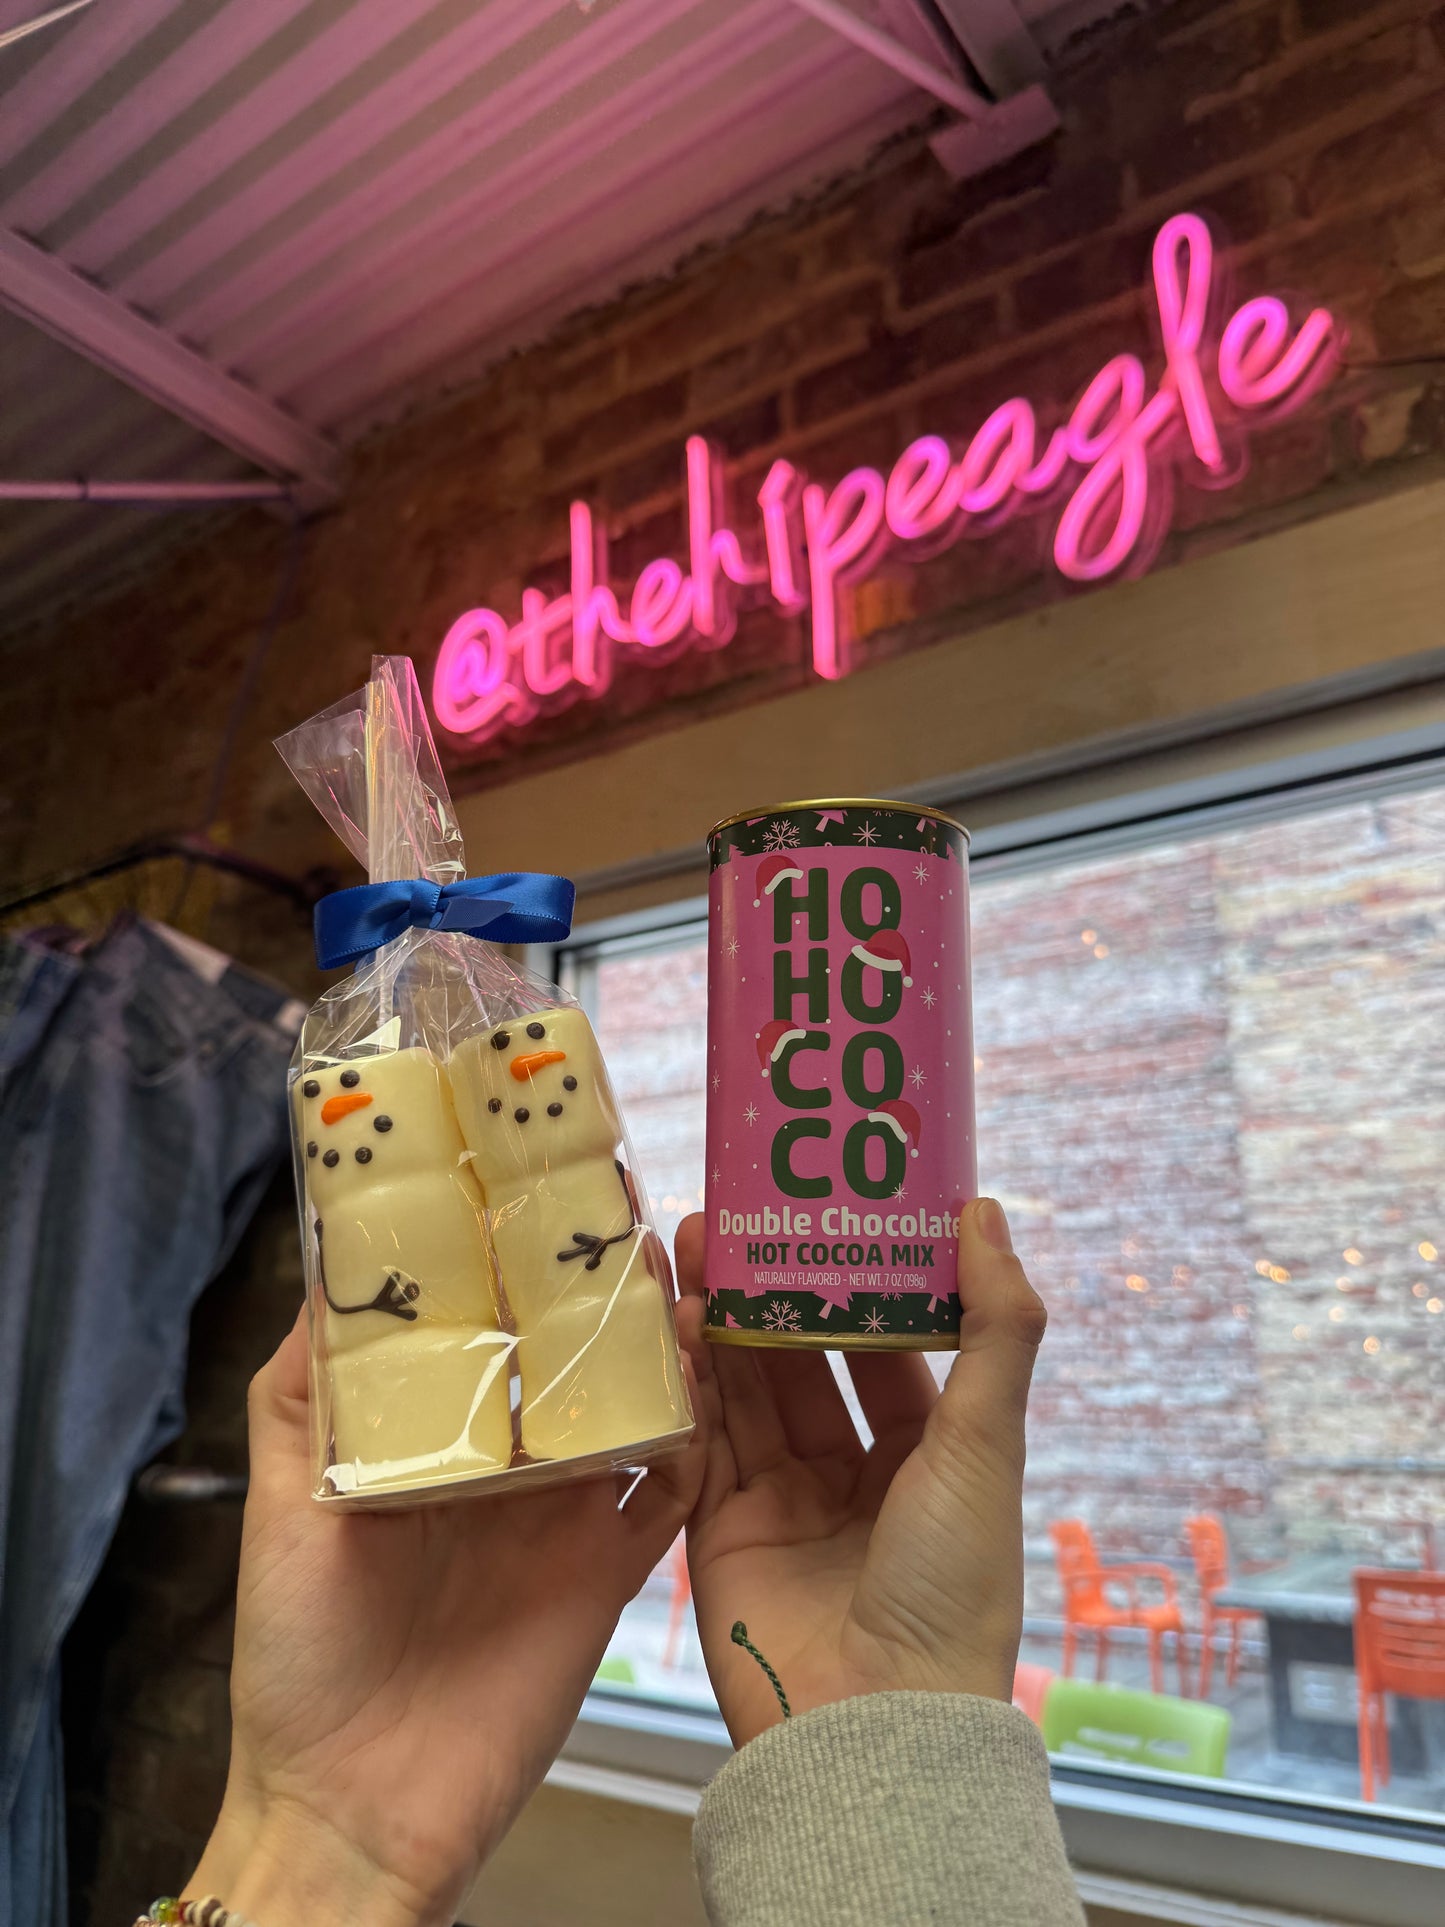 @thehipeagle
HO
HO
CO
CO
Double Chocolate
HOT COCOA MIX
NATURALLY FLAVORED - NET WT. 7 OZ (198g)